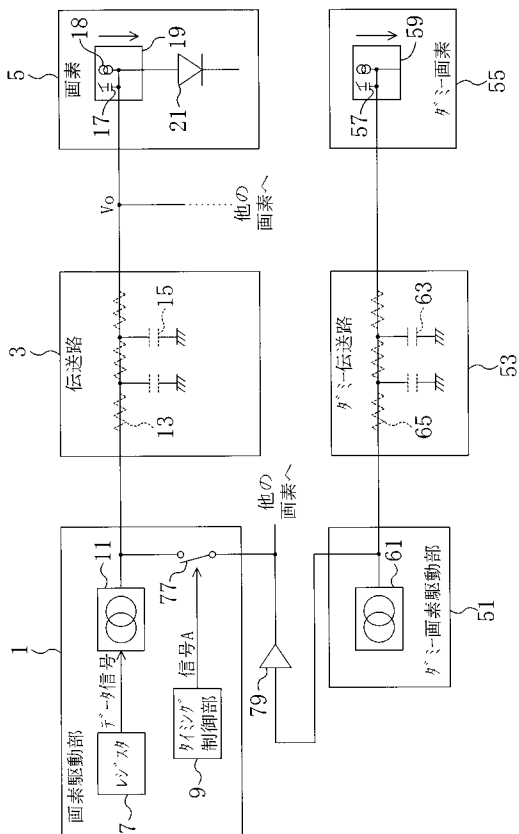 1
画素駆動部
7
レジスタ
データ信号
11
9
タイミング
制御部
信号A
77
79
他の
画素へ
3
伝送路
13
15
Vo
他の
画素へ
5
画素
17
18
19
21
51
ダミー画素駆動部
61
53
ダミー伝送路
65
63
55
ダミー画素
57
59